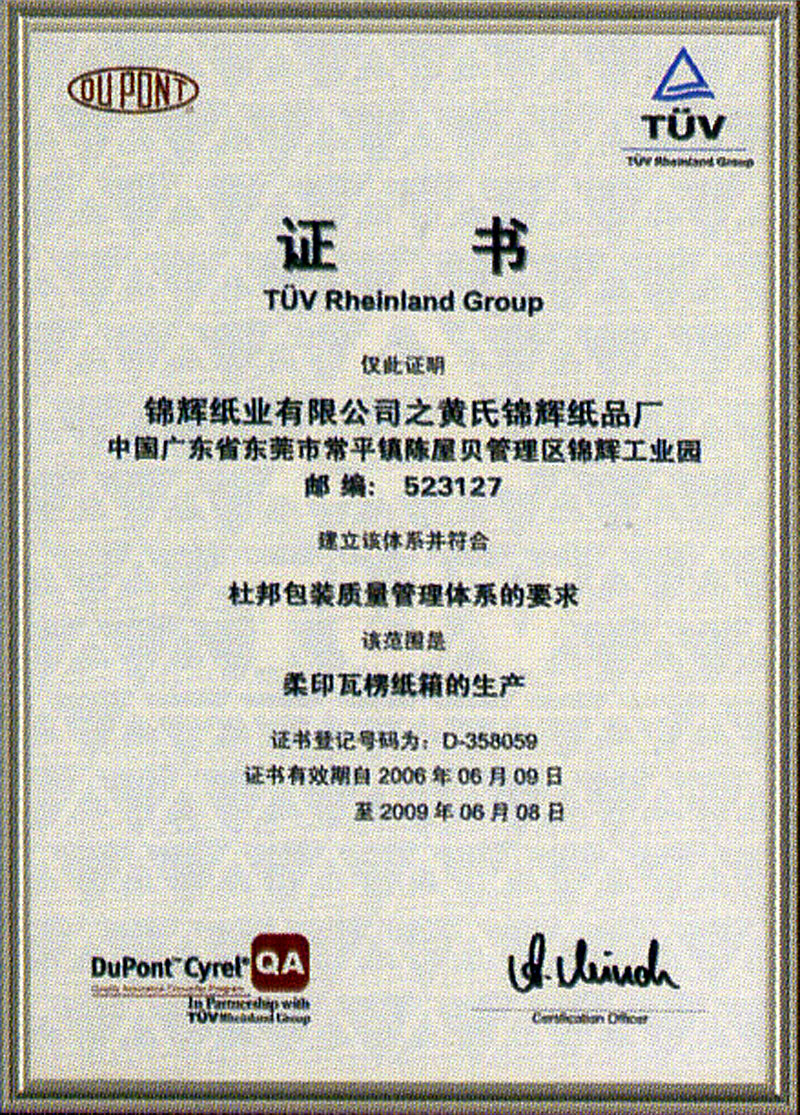 DU PONT
TÜV
TÜV Rheinland Group
证 书
TÜV Rheinland Group
仅此证明
锦辉纸业有限公司之黄氏锦辉纸品厂
中国广东省东莞市常平镇陈屋贝管理区锦辉工业园
邮 编： 523127
建立该体系并符合
杜邦包装质量管理体系的要求
该范围是
柔印瓦楞纸箱的生产
证书登记号码为：D-358059
证书有效期自 2006 年 06 月 09 日
至 2009 年 06 月 08 日
DuPont™ Cyrel® QA
In Partnership with
TÜV Rheinland Group
Certification Officer